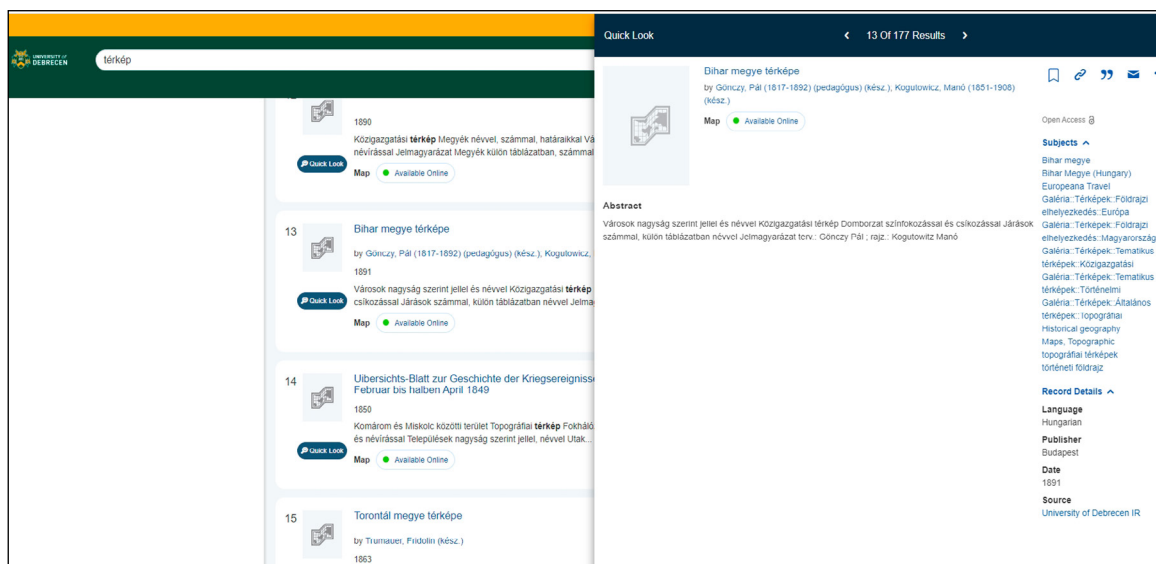 UNIVERSITY of
DEBRECEN
térkép
1890
Közigazgatási térkép Megyék névvel, számmal, határaikkal Vá
névírással Jelmagyarázat Megyék külön táblázatban, számmal
Quick Look
Map
Available Online
13
Bihar megye térképe
by Gönczy, Pál (1817-1892) (pedagógus) (kész.), Kogutowicz,
1891
Városok nagyság szerint jellel és névvel Közigazgatási térkép
csíkozással Járások számmal, külön táblázatban névvel Jelma
Quick Look
Map
Available Online
14
Uibersichts-Blatt zur Geschichte der Kriegsereigniss
Februar bis halben April 1849
1850
Komárom és Miskolc közötti terület Topográfiai térkép Fokháló
és névírással Települések nagyság szerint jellel, névvel Utak...
Quick Look
Map
Available Online
15
Torontál megye térképe
by Trumauer, Fridolin (kész.)
1863
Quick Look
13 Of 177 Results
Bihar megye térképe
by Gönczy, Pál (1817-1892) (pedagógus) (kész.), Kogutowicz, Manó (1851-1908)
(kész.)
Map
Available Online
Abstract
Városok nagyság szerint jellel és névvel Közigazgatási térkép Domborzat színfokozással és csíkozással Járások
számmal, külön táblázatban névvel Jelmagyarázat terv.: Gönczy Pál ; rajz.: Kogutowitz Manó
Open Access
Subjects
Bihar megye
Bihar Megye (Hungary)
Europeana Travel
Galéria::Térképek::Földrajzi
elhelyezkedés::Európa
Galéria::Térképek::Földrajzi
elhelyezkedés::Magyarország
Galéria::Térképek::Tematikus
térképek::Közigazgatási
Galéria::Térképek::Tematikus
térképek::Történelmi
Galéria::Térképek::Általános
térképek::Topográfiai
Historical geography
Maps, Topographic
topográfiai térképek
történeti földrajz
Record Details
Language
Hungarian
Publisher
Budapest
Date
1891
Source
University of Debrecen IR